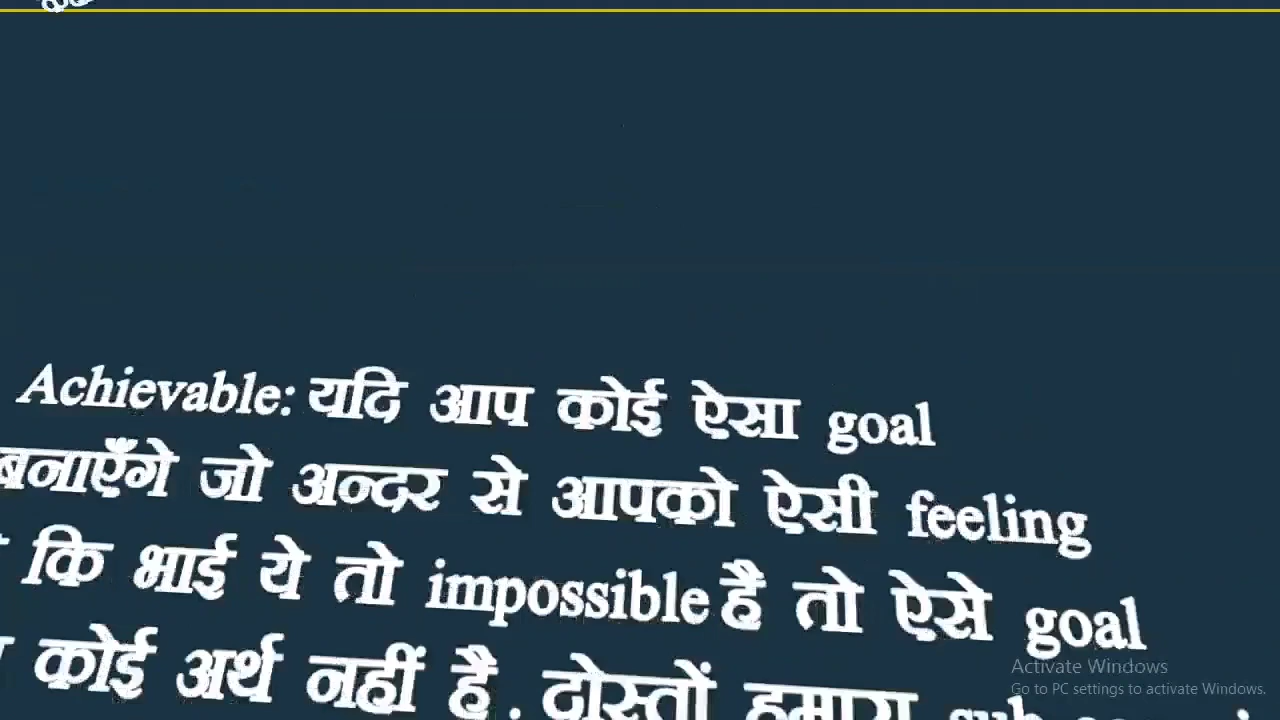 Achievable: यदि आप कोई ऐसा goal
बनाएँगे जो अन्दर से आपको ऐसी feeling
कि भाई ये तो impossible है तो ऐसे goal
कोई अर्थ नहीं है. दोस्तों हमारा
Activate Windows
Go to PC settings to activate Windows.